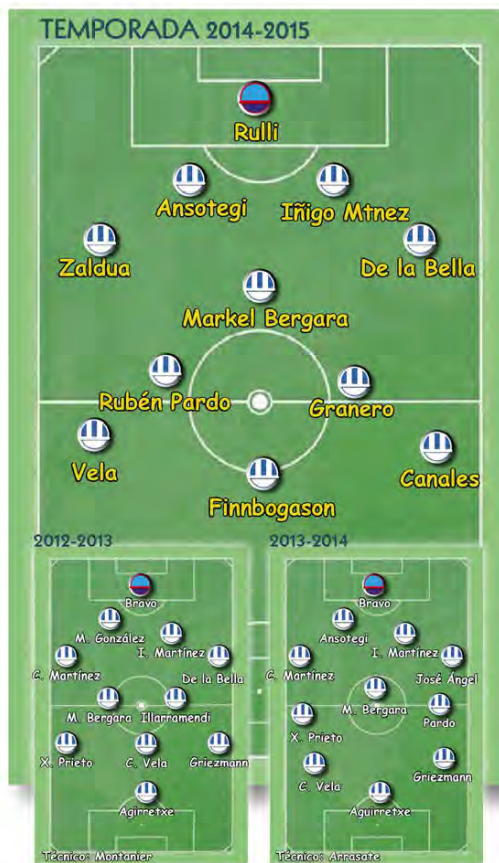 TEMPORADA 2014-2015
Rulli
Ansotegi Iñigo Mtnez
Zaldua De la Bella
Markel Bergara
Rubén Pardo Granero
Vela Canales
Finnbogason
2012-2013
Bravo
M. González
I. Martínez
C. Martínez
De la Bella
M. Bergara Illarramendi
X. Prieto C. Vela Griezmann
Agirretxe
Técnico: Montanier
2013-2014
Bravo
Ansotegi
I. Martínez
C. Martínez José Ángel
M. Bergara
Pardo
X. Prieto
Griezmann
C. Vela
Aguirretxe
Técnico: Arrasate